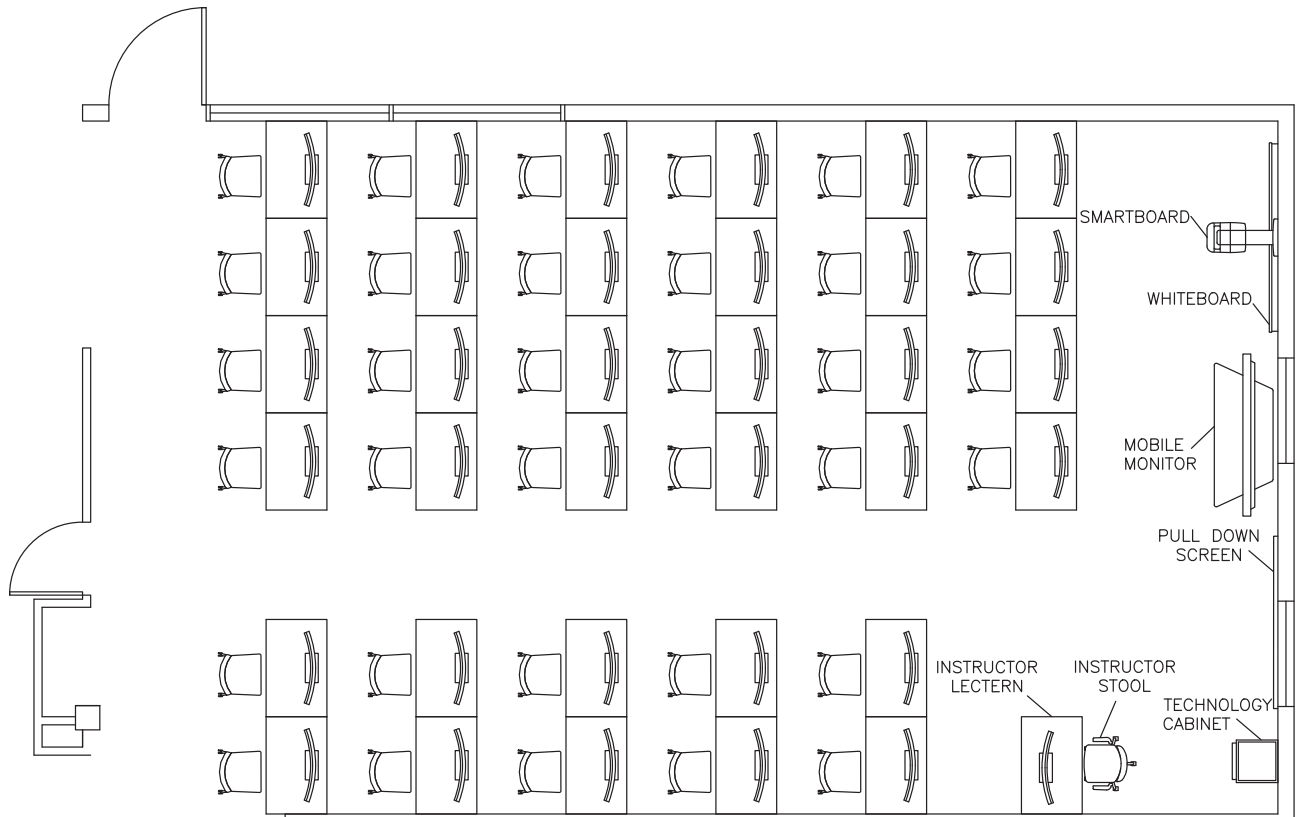 SMARTBOARD
WHITEBOARD
MOBILE
MONITOR
PULL DOWN
SCREEN
INSTRUCTOR
LECTERN
INSTRUCTOR
STOOL
TECHNOLOGY
CABINET